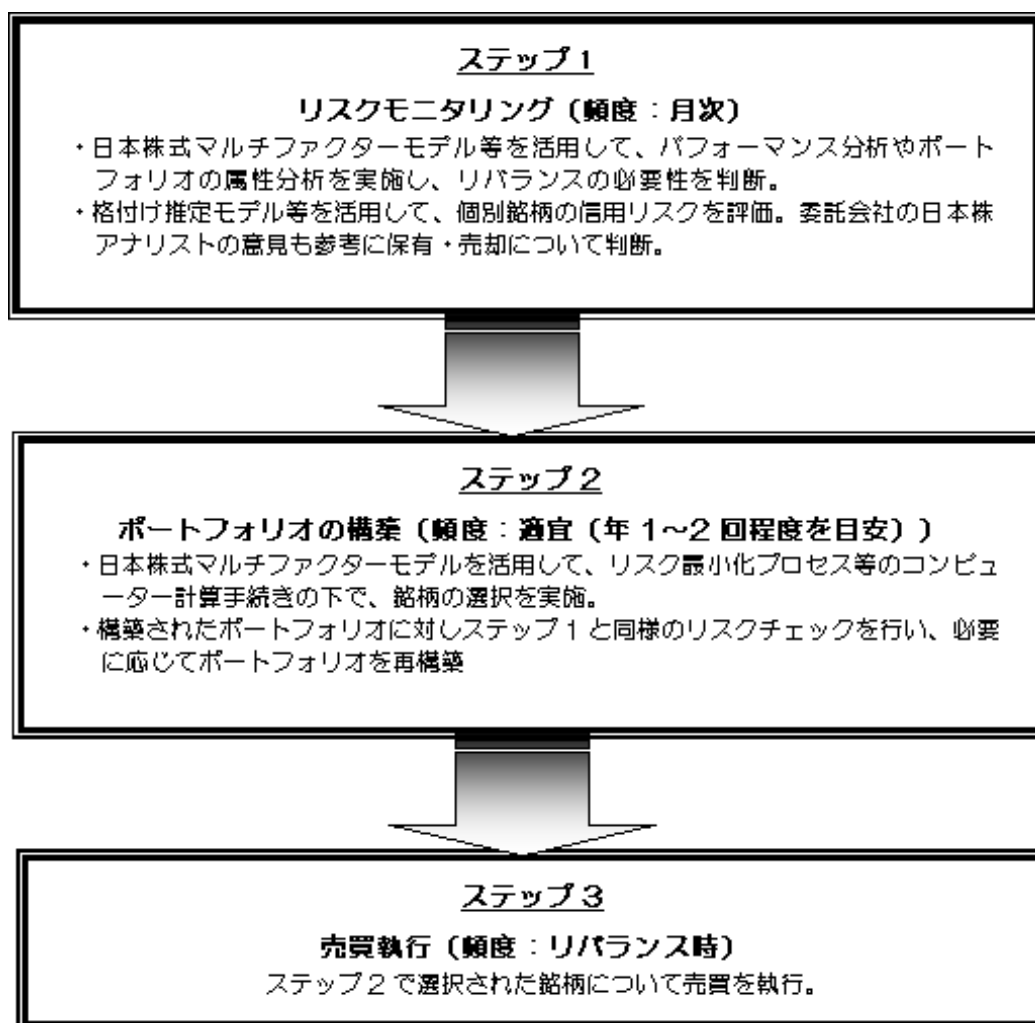 ステップ1
リスクモニタリング（頻度：月次）
・日本株式マルチファクターモデル等を活用して、パフォーマンス分析やポート
フォリオの属性分析を実施し、リバランスの必要性を判断。
・格付け推定モデル等を活用して、個別銘柄の信用リスクを評価。委託会社の日本株
アナリストの意見も参考に保有・売却について判断。
ステップ2
ポートフォリオの構築（頻度：適宜（年1～2回程度を目安））
・日本株式マルチファクターモデルを活用して、リスク最小化プロセス等のコンピュ
ーター計算手続きの下で、銘柄の選択を実施。
・構築されたポートフォリオに対しステップ1と同様のリスクチェックを行い、必要
に応じてポートフォリオを再構築
ステップ3
売買執行（頻度：リバランス時）
ステップ2で選択された銘柄について売買を執行。